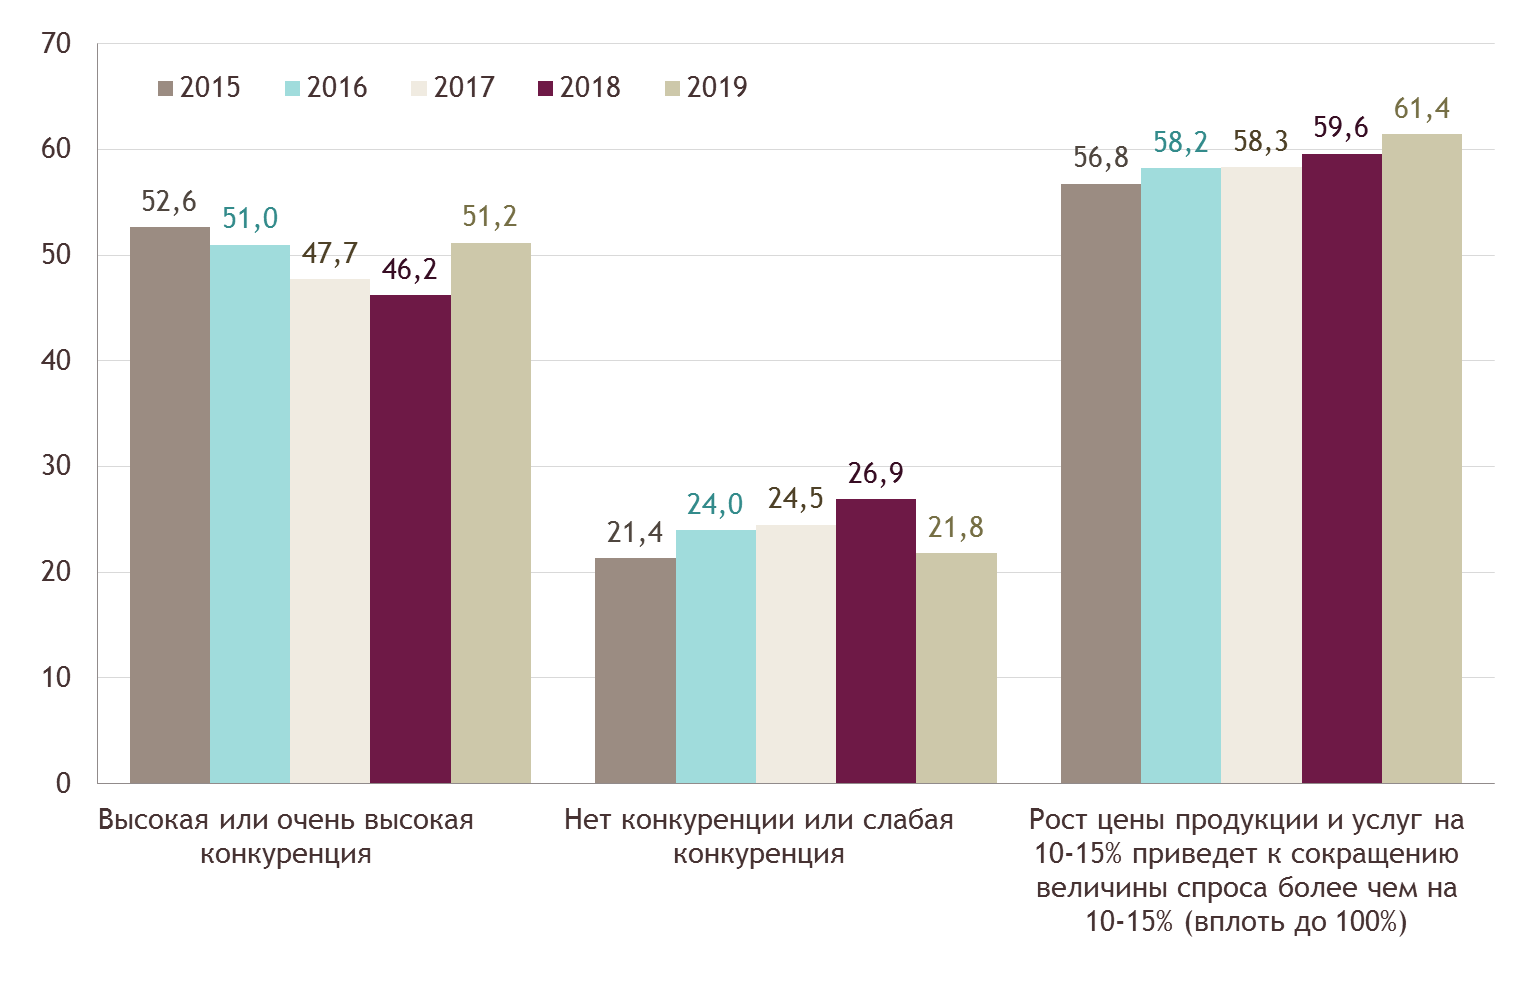 70
2015 2016 2017 2018 2019
61,4
60
59,6
58,3
58,2
56,8
52,6
51,0
51,2
50
47,7
46,2
40
30
26,9
24,5
24,0
21,8
21,4
20
10
0
Высокая или очень высокая
конкуренция
Нет конкуренции или слабая
конкуренция
Рост цены продукции и услуг на
10-15% приведет к сокращению
величины спроса более чем на
10-15% (вплоть до 100%)